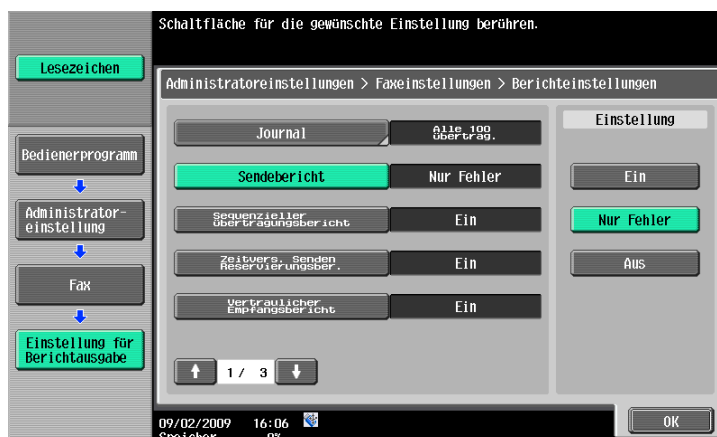 Schaltfläche für die gewünschte Einstellung berühren.
Lesezeichen
Administratoreinstellungen > Faxeinstellungen > Berichteinstellungen
Bedienerprogramm
Administrator-
einstellung
Fax
Einstellung für
Berichtausgabe
Journal
Alle 100
Übertrag.
Sendebericht
Nur Fehler
Sequenzieller
Übertragungsbericht
Ein
Zeitvers. Senden
Reservierungsber.
Ein
Vertraulicher
Empfangsbericht
Ein
1/ 3
Einstellung
Ein
Nur Fehler
Aus
09/02/2009 16:06
Speicher 0%
OK